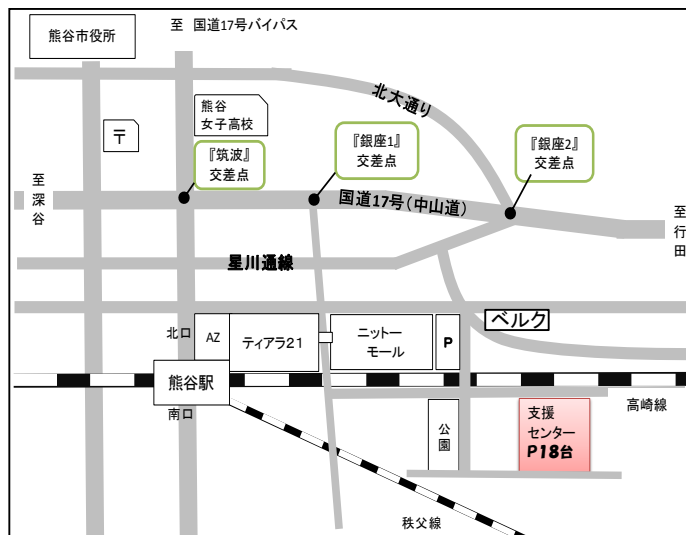 至 国道17号バイパス
熊谷市役所
北大通り
熊谷
女子高校
〒
『筑波』
交差点
『銀座1』
交差点
『銀座2』
交差点
至
深
谷
国道17号(中山道)
至
行
田
星川通線
北口
AZ
ティアラ21
ニットー
モール
P
ベルク
熊谷駅
南口
高崎線
公
園
支援
センター
P18台
秩父線